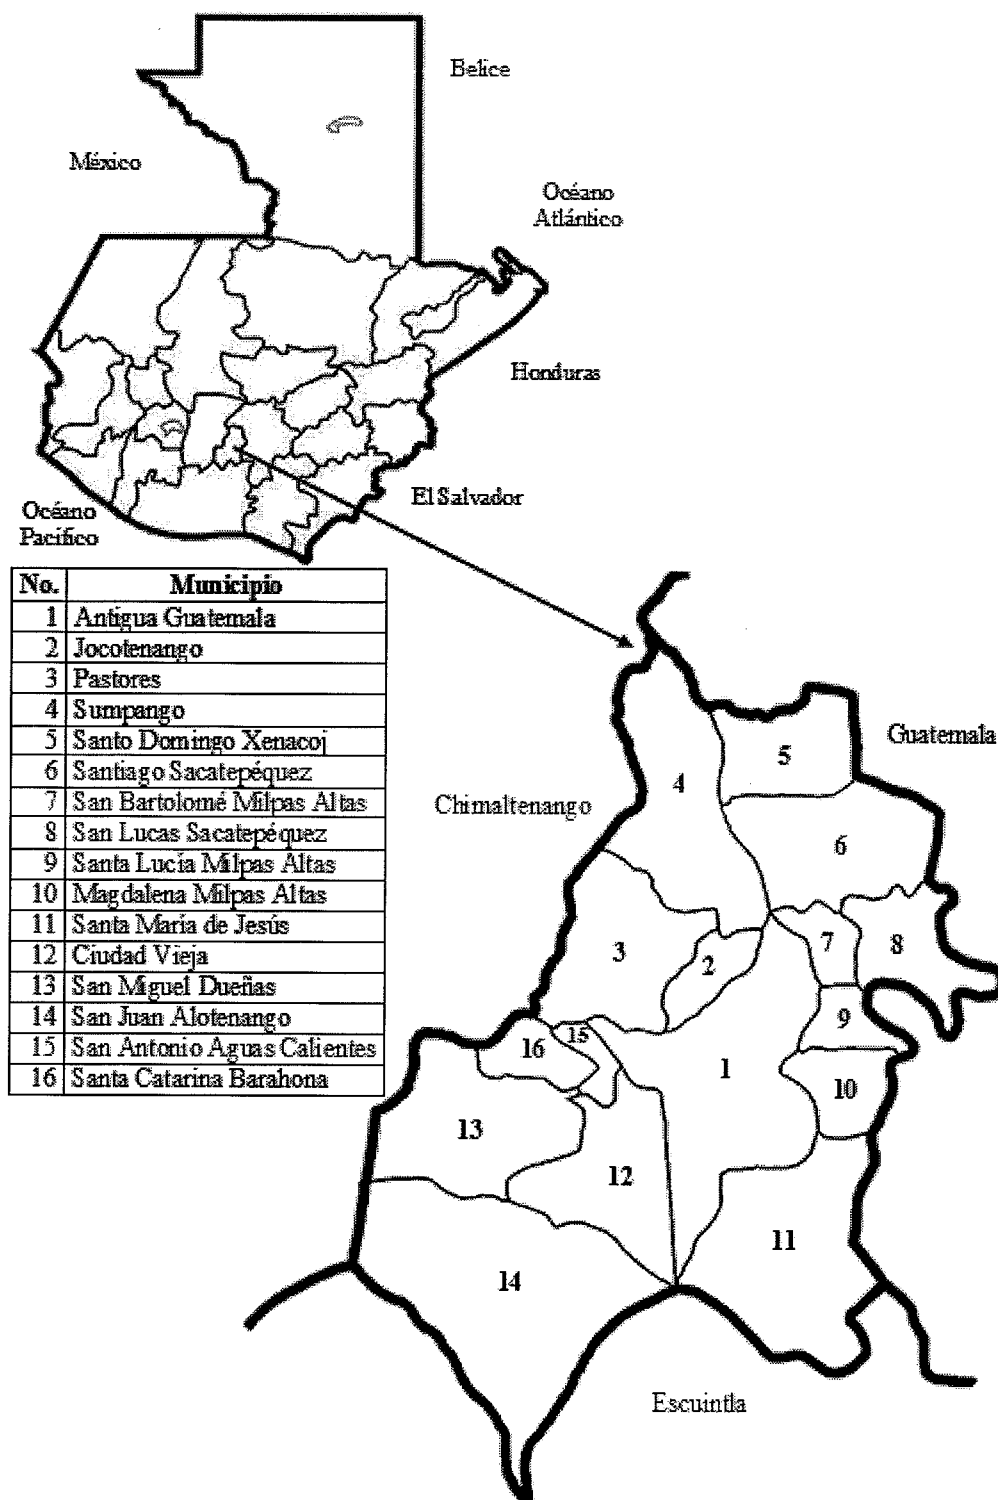 Belice
México
Océano
Atlántico
Honduras
El Salvador
Océano
Pacífico
No. Municipio
1 Antigua Guatemala
2 Jocotenango
3 Pastores
4 Sumpango
5 Santo Domingo Xenacoj
6 Santiago Sacatepéquez
7 San Bartolomé Milpas Altas
8 San Lucas Sacatepéquez
9 Santa Lucía Milpas Altas
10 Magdalena Milpas Altas
11 Santa María de Jesús
12 Ciudad Vieja
13 San Miguel Dueñas
14 San Juan Alotenango
15 San Antonio Aguas Calientes
16 Santa Catarina Barahona
Guatemala
5
4
Chimaltenango
6
7
8
3
2
9
15
16
1
10
13
12
11
14
Escuintla